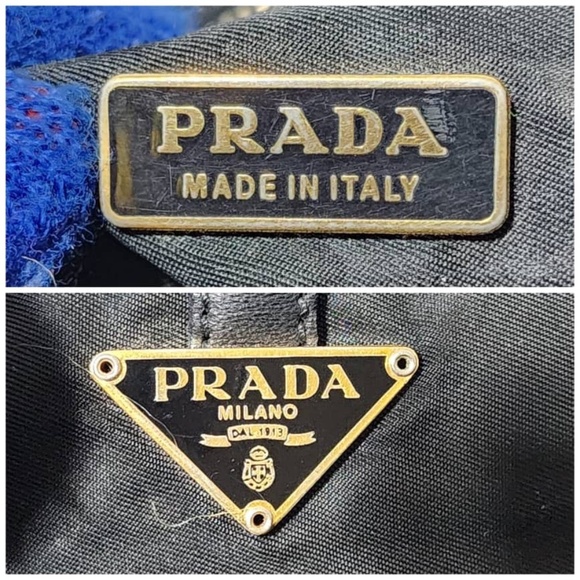 PRADA
MADE IN ITALY
PRADA
MILANO
DAL 1913